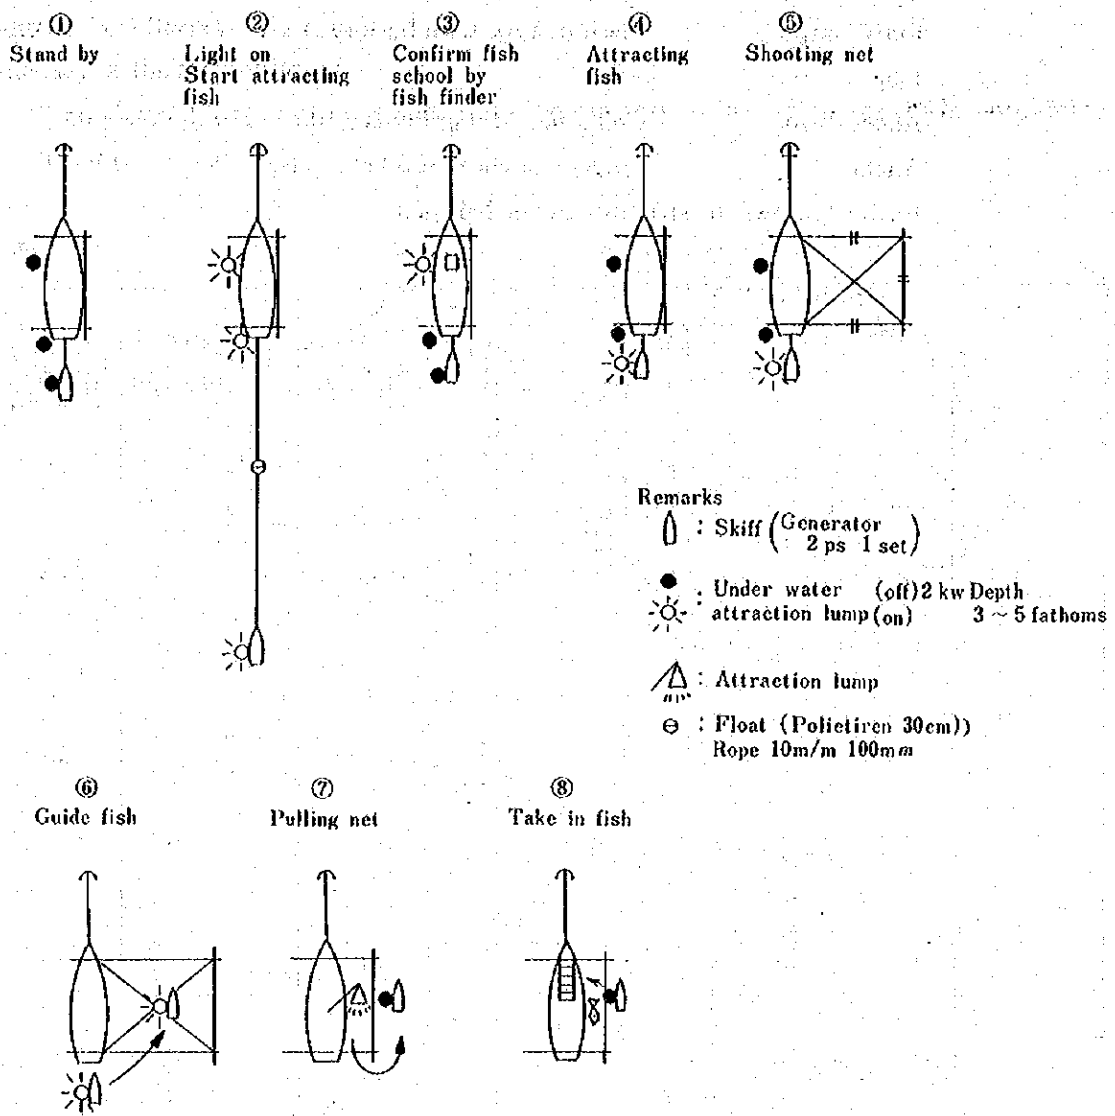 ①
Stand by
②
Light on
Start attracting
fish
③
Confirm fish
school by
fish finder
④
Attracting
fish
⑤
Shooting net
Remarks
: Skiff (Generator
2 ps 1 set)
: Under water (off) 2 kw Depth
attraction lump (on) 3 ~ 5 fathoms
: Attraction lump
: Float (Polietiren 30cm))
Rope 10m/m 100mm
⑥
Guide fish
⑦
Pulling net
⑧
Take in fish